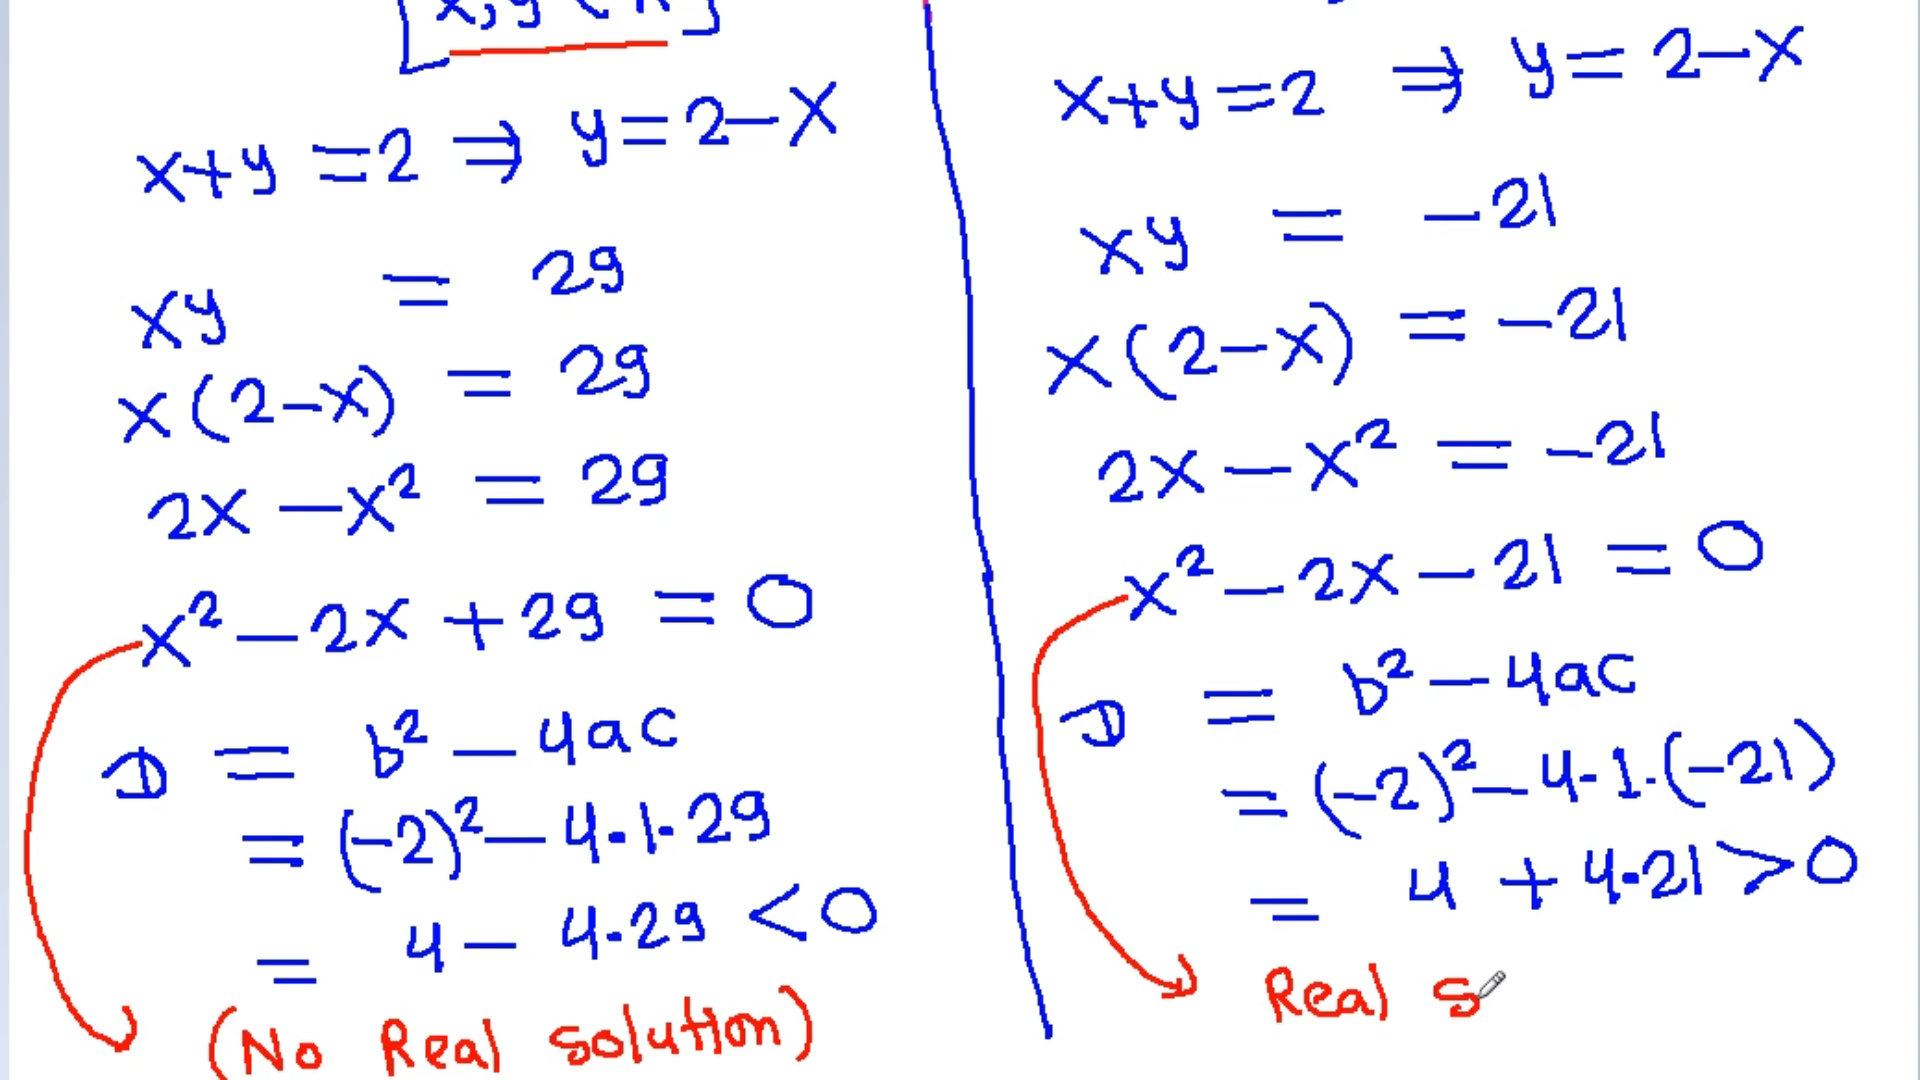 x+y = 2 ⇒ y = 2-x
xy = 29
x(2-x) = 29
2x - x² = 29
x² - 2x + 29 = 0
D = b² - 4ac
= (-2)² - 4·1·29
= 4 - 4·29 < 0
(No Real solution)
x+y = 2 ⇒ y = 2-x
xy = -21
x(2-x) = -21
2x - x² = -21
x² - 2x - 21 = 0
D = b² - 4ac
= (-2)² - 4·1·(-21)
= 4 + 4·21 > 0
Real s